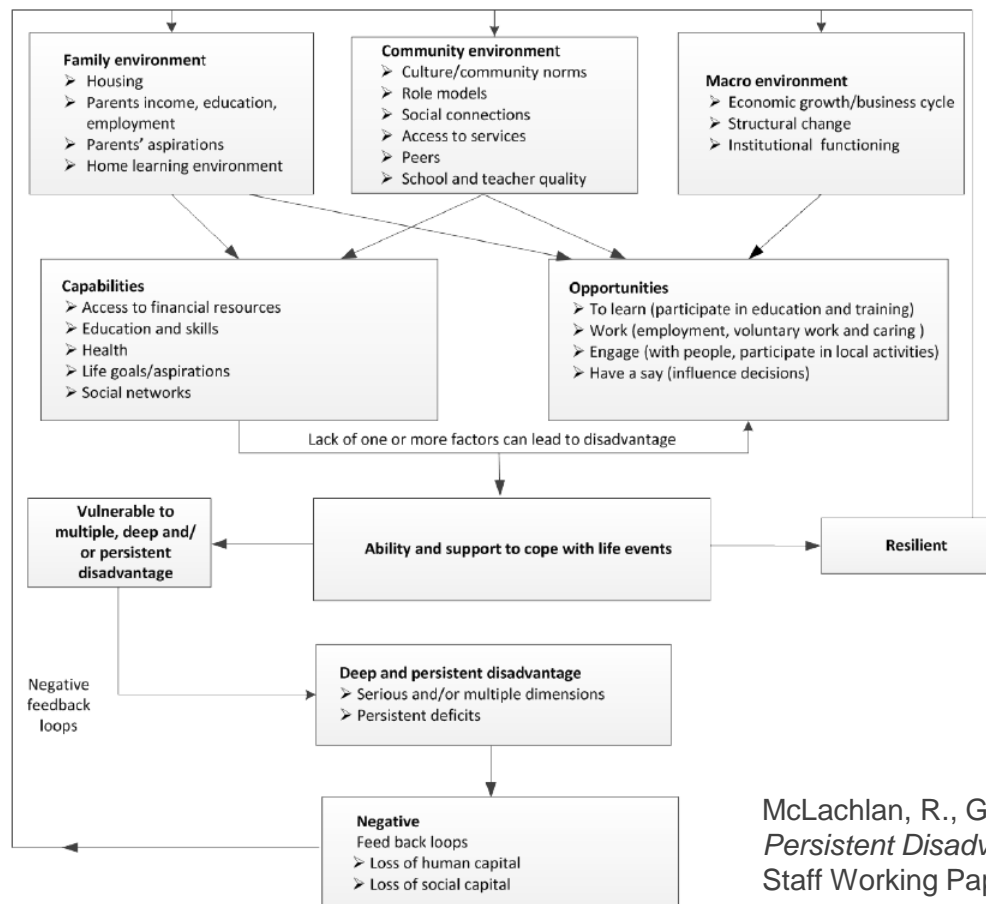 Family environment
➢ Housing
➢ Parents income, education,
employment
➢ Parents' aspirations
➢ Home learning environment
Community environment
➢ Culture/community norms
➢ Role models
➢ Social connections
➢ Access to services
➢ Peers
➢ School and teacher quality
Macro environment
➢ Economic growth/business cycle
➢ Structural change
➢ Institutional functioning
Capabilities
➢ Access to financial resources
➢ Education and skills
➢ Health
➢ Life goals/aspirations
➢ Social networks
Opportunities
➢ To learn (participate in education and training)
➢ Work (employment, voluntary work and caring )
➢ Engage (with people, participate in local activities)
➢ Have a say (influence decisions)
Lack of one or more factors can lead to disadvantage
Vulnerable to
multiple, deep and/
or persistent
disadvantage
Ability and support to cope with life events
Resilient
Negative
feedback
loops
Deep and persistent disadvantage
➢ Serious and/or multiple dimensions
➢ Persistent deficits
Negative
Feed back loops
➢ Loss of human capital
➢ Loss of social capital
McLachlan, R., G
Persistent Disadv
Staff Working Pap